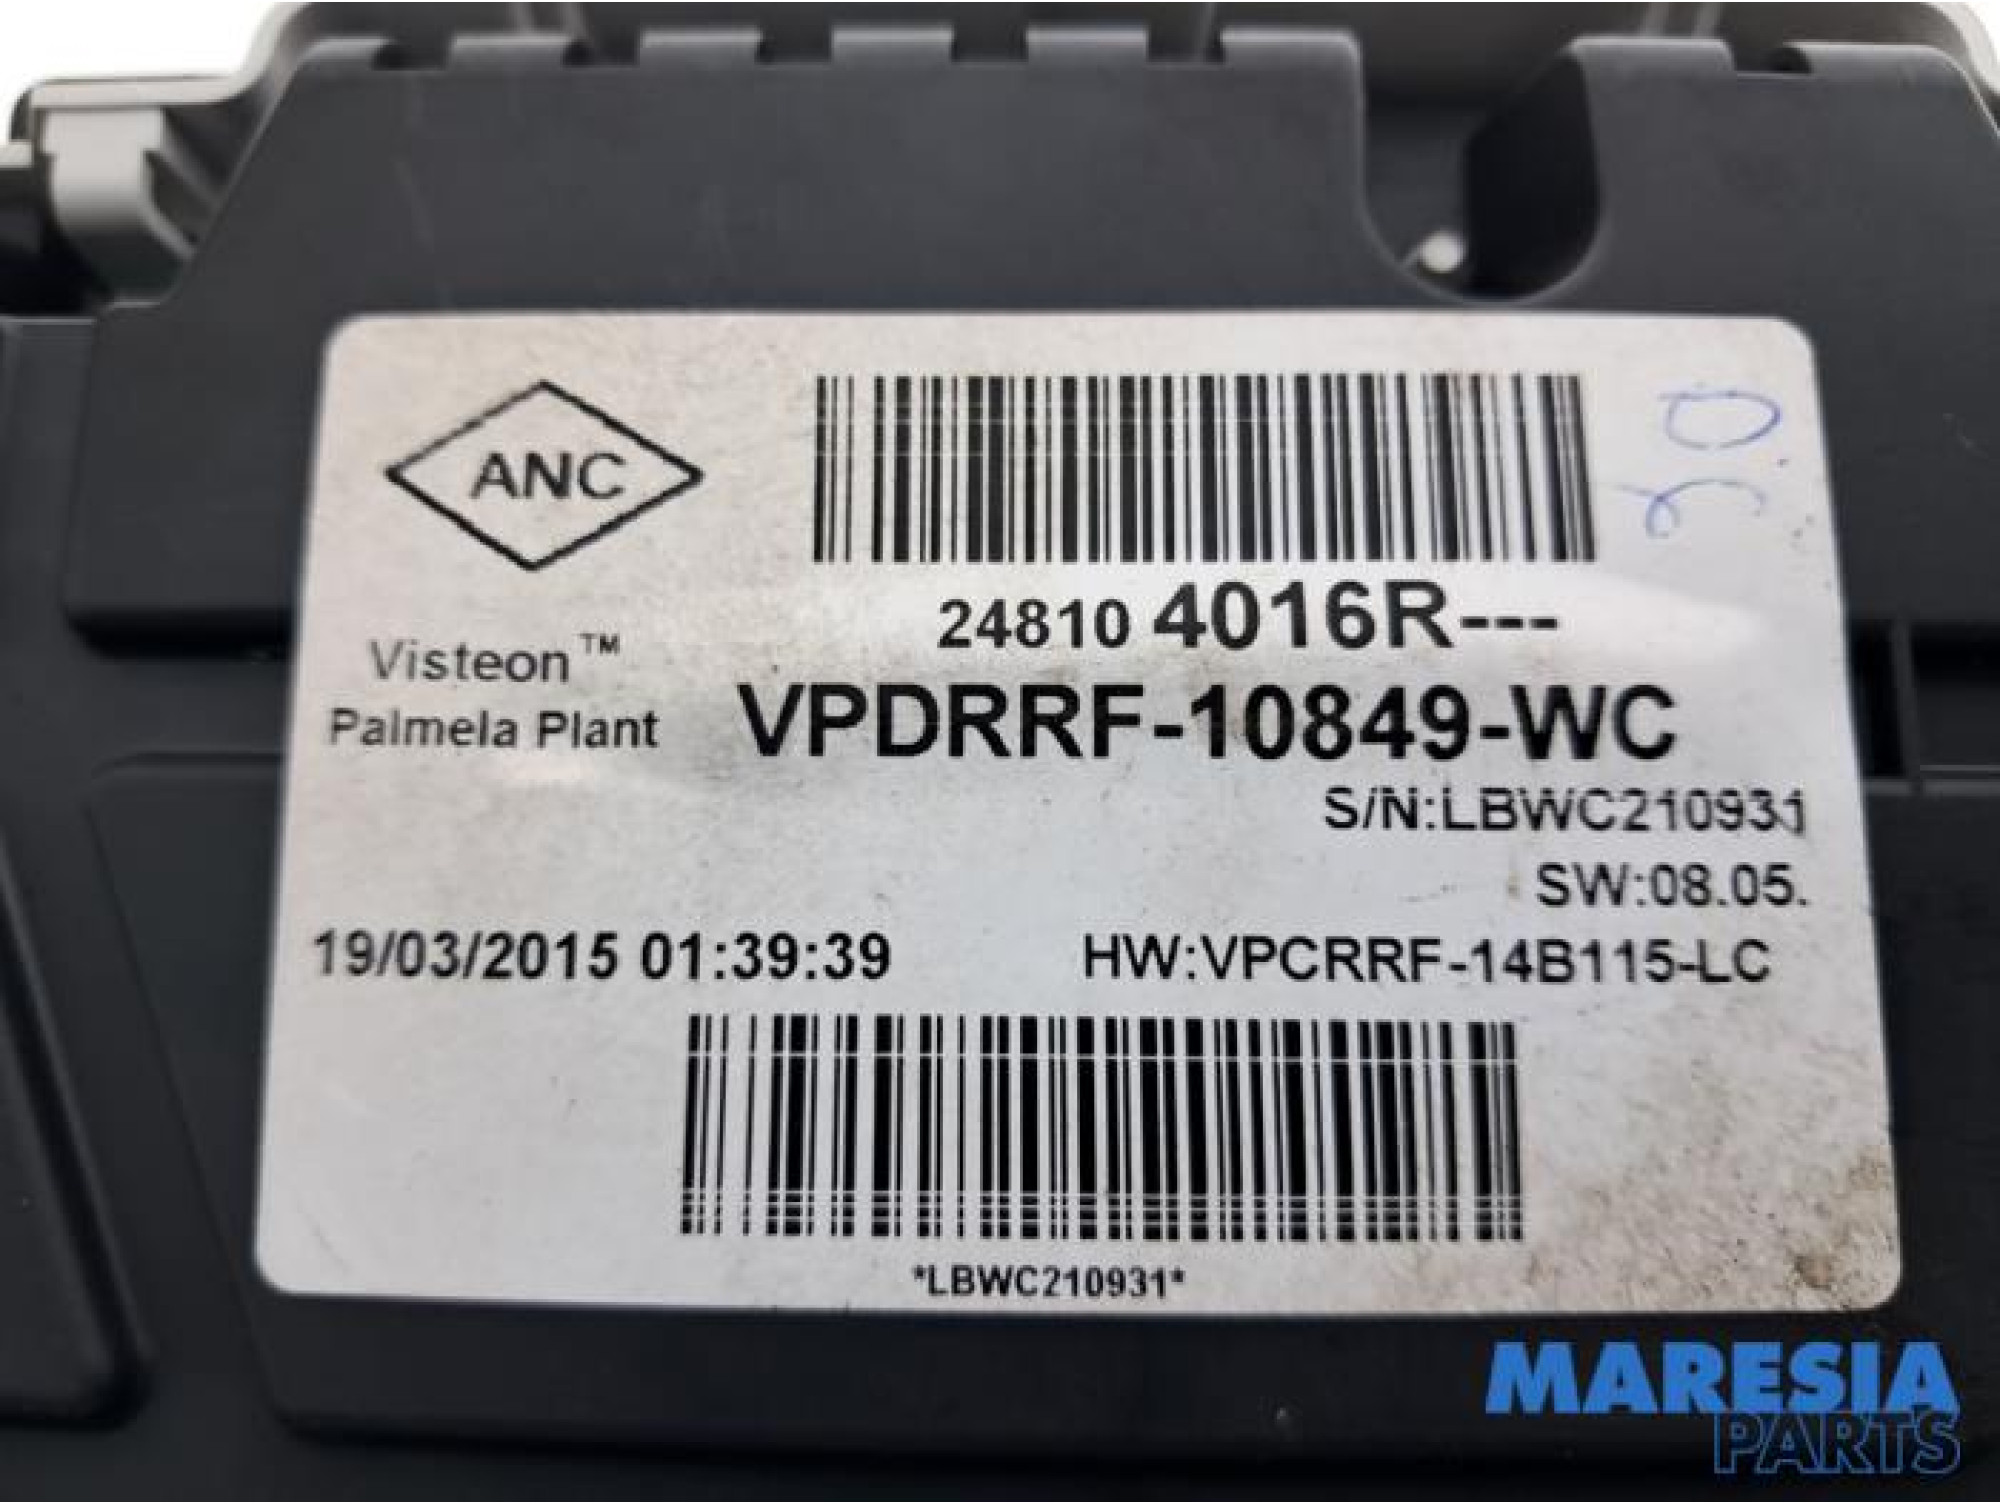 ANC
24810 4016R---
Visteon™
Palmela Plant
VPDRRF-10849-WC
S/N:LBWC210931
SW:08.05.
19/03/2015 01:39:39
HW:VPCRRF-14B115-LC
*LBWC210931*
MARESIA
PARTS